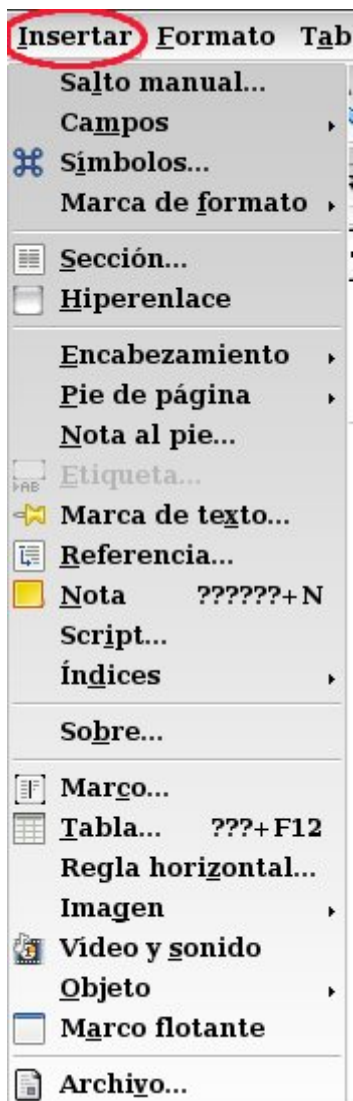 Insertar Formato Tab
Salto manual...
Campos
Símbolos...
Marca de formato
Sección...
Hiperenlace
Encabezamiento
Pie de página
Nota al pie...
Etiqueta...
Marca de texto...
Referencia...
Nota ??????+N
Script...
Índices
Sobre...
Marco...
Tabla... ???+F12
Regla horizontal...
Imagen
Vídeo y sonido
Objeto
Marco flotante
Archivo...